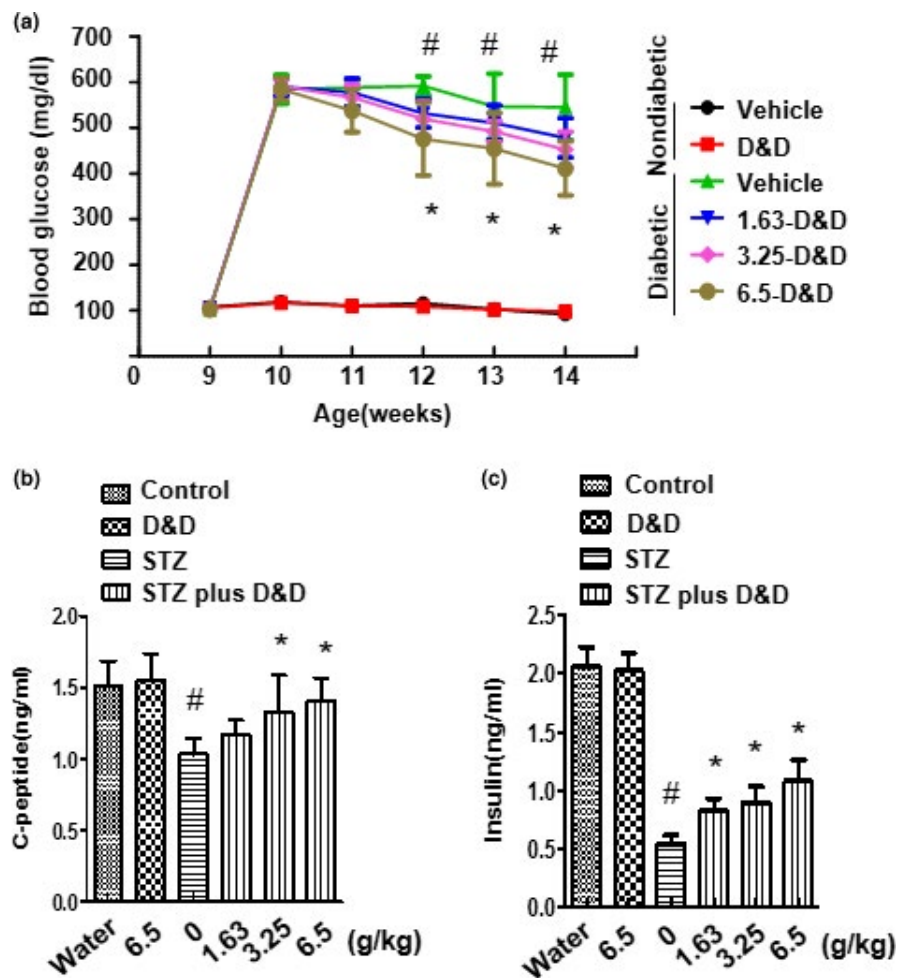 (a)
Blood glucose (mg/dl)
700
600
500
400
300
200
100
0
9
10
11
12
13
14
Age(weeks)
# # #
* * *
Nondiabetic
Vehicle
D&D
Diabetic
Vehicle
1.63-D&D
3.25-D&D
6.5-D&D
(b)
Control
D&D
STZ
STZ plus D&D
C-peptide(ng/ml)
2.0
1.5
1.0
0.5
0.0
# * *
Water 6.5 0 1.63 3.25 6.5 (g/kg)
(c)
Control
D&D
STZ
STZ plus D&D
Insulin(ng/ml)
2.5
2.0
1.5
1.0
0.5
0.0
# * * *
Water 6.5 0 1.63 3.25 6.5 (g/kg)